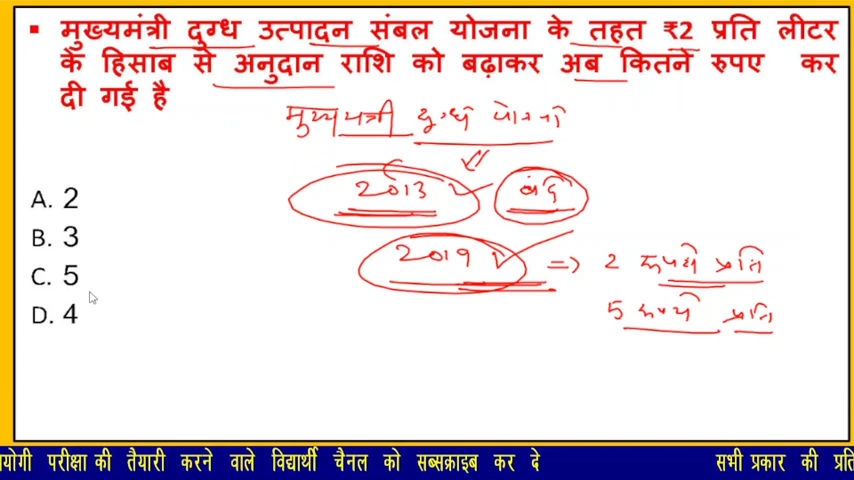 ▪ मुख्यमंत्री दुग्ध उत्पादन संबल योजना के तहत ₹2 प्रति लीटर
के हिसाब से अनुदान राशि को बढ़ाकर अब कितने रुपए कर
दी गई है
मुख्यमंत्री दुग्ध योजना
2013
बंद
A. 2
B. 3
2019 => 2 रूपये प्रति
C. 5
5 रूपये प्रति
D. 4
योगी परीक्षा की तैयारी करने वाले विद्यार्थी चैनल को सब्सक्राइब कर दे सभी प्रकार की प्रति